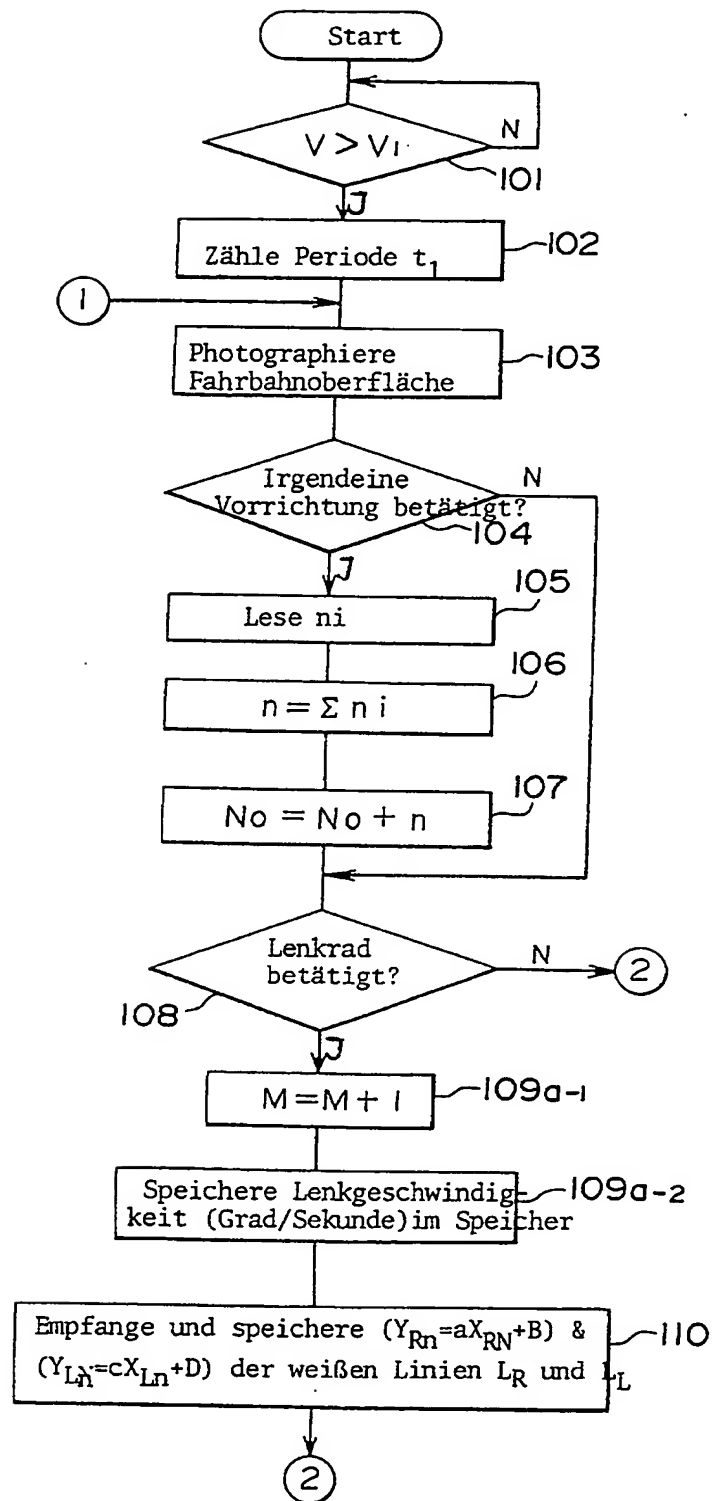 Start
V > V1
N
101
J
Zähle Periode t1
102
1
Photographiere
Fahrbahnoberfläche
103
Irgendeine
Vorrichtung betätigt?
N
104
J
105
Lese ni
106
n = Σ n i
107
No = No + n
Lenkrad
betätigt?
N
2
108
J
M = M + 1
109a-1
Speichere Lenkgeschwindig-
keit (Grad/Sekunde)im Speicher
109a-2
Empfange und speichere (YRn=aXRN+B) &
(YLn=cXLn+D) der weißen Linien LR und LL
110
2